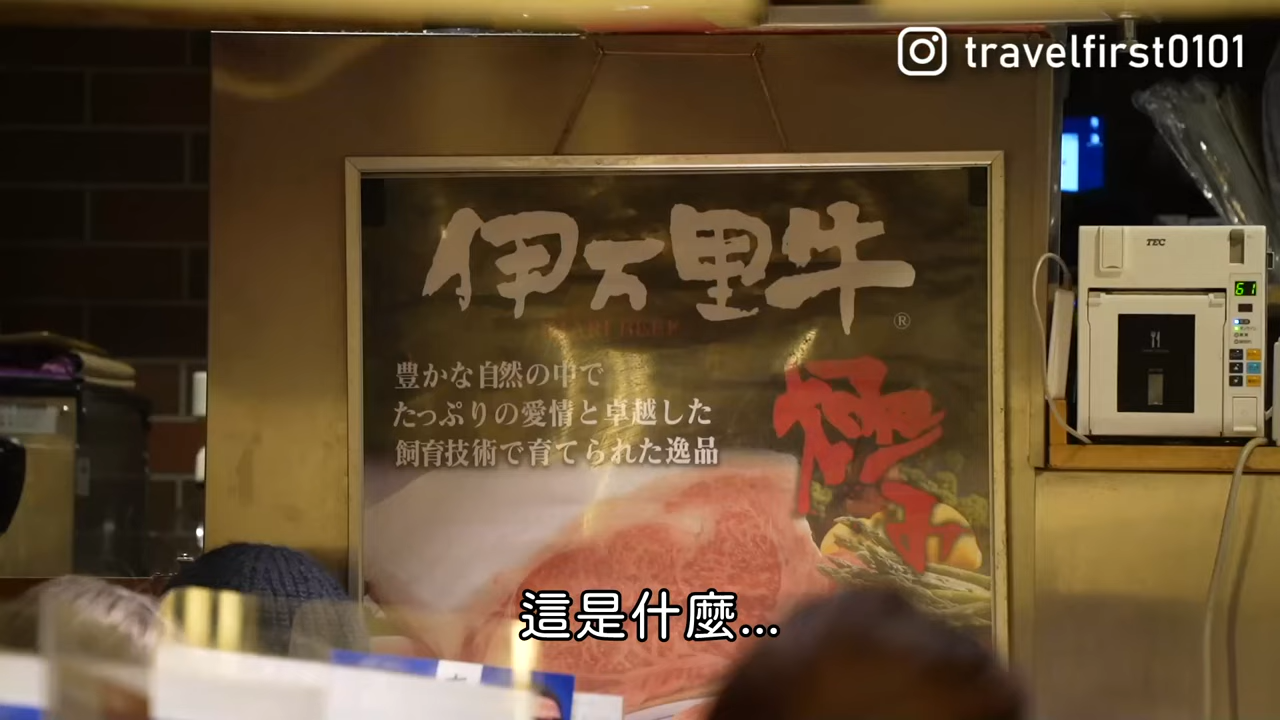 travelfirst0101
伊万里牛
IMARI BEEF
®
豊かな自然の中で
たっぷりの愛情と卓越した
飼育技術で育てられた逸品
極み
TEC
61
這是什麼...